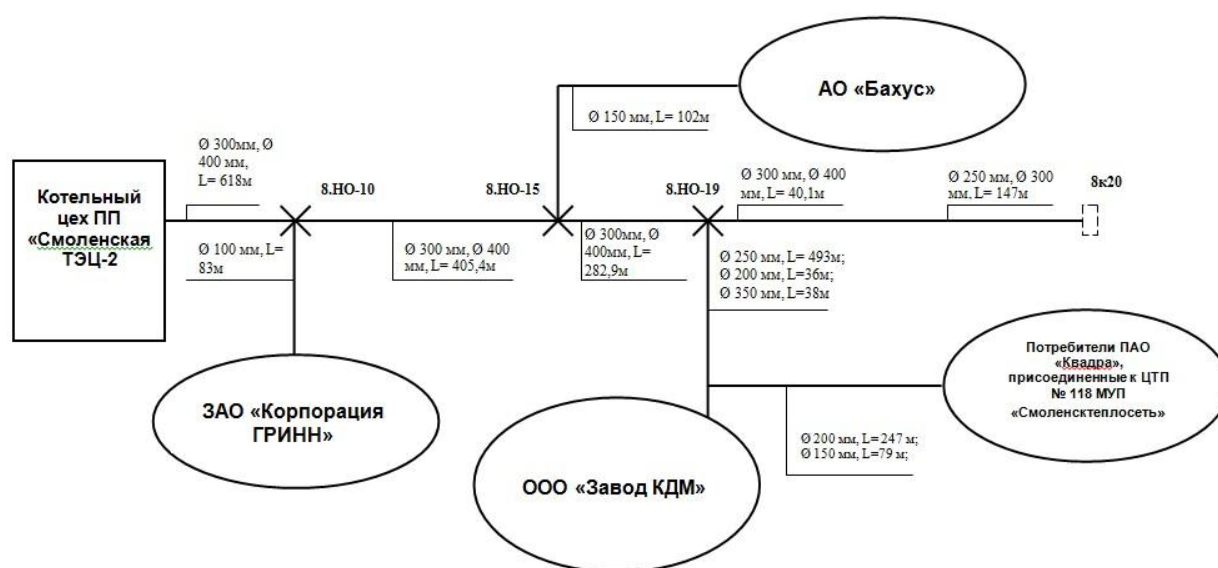 АО «Бахус»
Ø 150 мм, L= 102м
Ø 300мм, Ø
400 мм,
L= 618м
Котельный
цех ПП
«Смоленская
ТЭЦ-2
8.НО-10
8.НО-15
8.НО-19
Ø 300 мм, Ø 400
мм, L= 40,1м
Ø 250 мм, Ø 300
мм, L= 147м
8к20
Ø 100 мм, L=
83м
Ø 300 мм, Ø 400
мм, L= 405,4м
Ø 300мм, Ø
400мм, L=
282,9м
Ø 250 мм, L= 493м;
Ø 200 мм, L=36м;
Ø 350 мм, L=38м
Потребители ПАО
«Квадра»,
присоединенные к ЦТП
№ 118 МУП
«Смоленсктеплосеть»
ЗАО «Корпорация
ГРИНН»
Ø 200 мм, L= 247 м;
Ø 150 мм, L=79 м;
ООО «Завод КДМ»